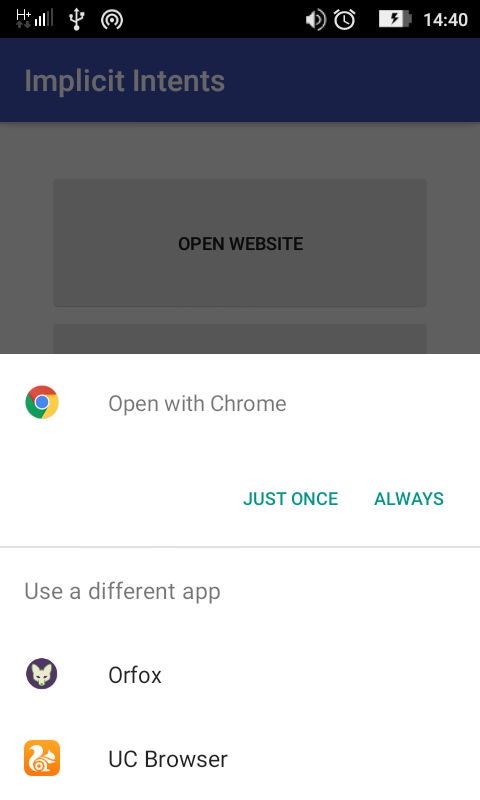 H+ 14:40
Implicit Intents
OPEN WEBSITE
Open with Chrome
JUST ONCE ALWAYS
Use a different app
Orfox
UC Browser